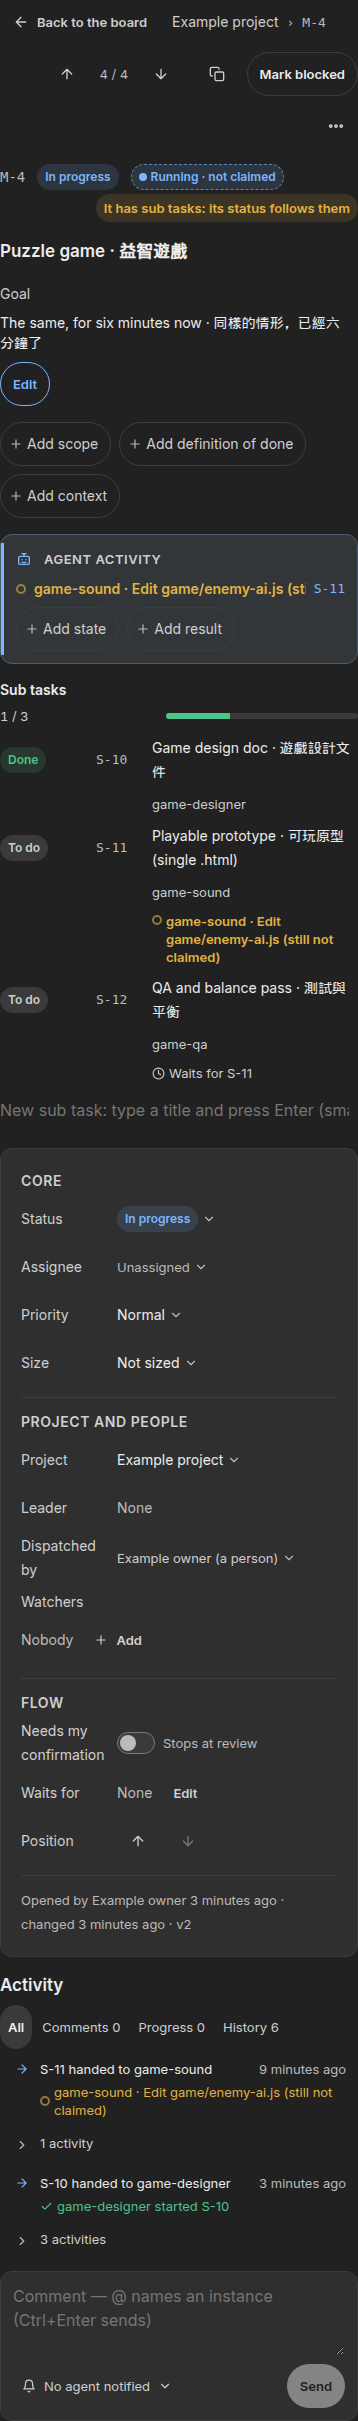 Back to the board Example project › M-4
4 / 4 Mark blocked
M-4 In progress Running · not claimed
It has sub tasks: its status follows them
Puzzle game · 益智遊戲
Goal
The same, for six minutes now · 同樣的情形，已經六
分鐘了
Edit
+ Add scope + Add definition of done
+ Add context
AGENT ACTIVITY
game-sound · Edit game/enemy-ai.js (sti S-11
+ Add state + Add result
Sub tasks
1 / 3
Done S-10 Game design doc · 遊戲設計文
件
game-designer
To do S-11 Playable prototype · 可玩原型
(single .html)
game-sound
game-sound · Edit
game/enemy-ai.js (still not
claimed)
To do S-12 QA and balance pass · 測試與
平衡
game-qa
Waits for S-11
New sub task: type a title and press Enter (sma
CORE
Status In progress
Assignee Unassigned
Priority Normal
Size Not sized
PROJECT AND PEOPLE
Project Example project
Leader None
Dispatched
by Example owner (a person)
Watchers
Nobody + Add
FLOW
Needs my
confirmation Stops at review
Waits for None Edit
Position
Opened by Example owner 3 minutes ago ·
changed 3 minutes ago · v2
Activity
All Comments 0 Progress 0 History 6
S-11 handed to game-sound 9 minutes ago
game-sound · Edit game/enemy-ai.js (still not
claimed)
1 activity
S-10 handed to game-designer 3 minutes ago
game-designer started S-10
3 activities
Comment — @ names an instance
(Ctrl+Enter sends)
No agent notified Send